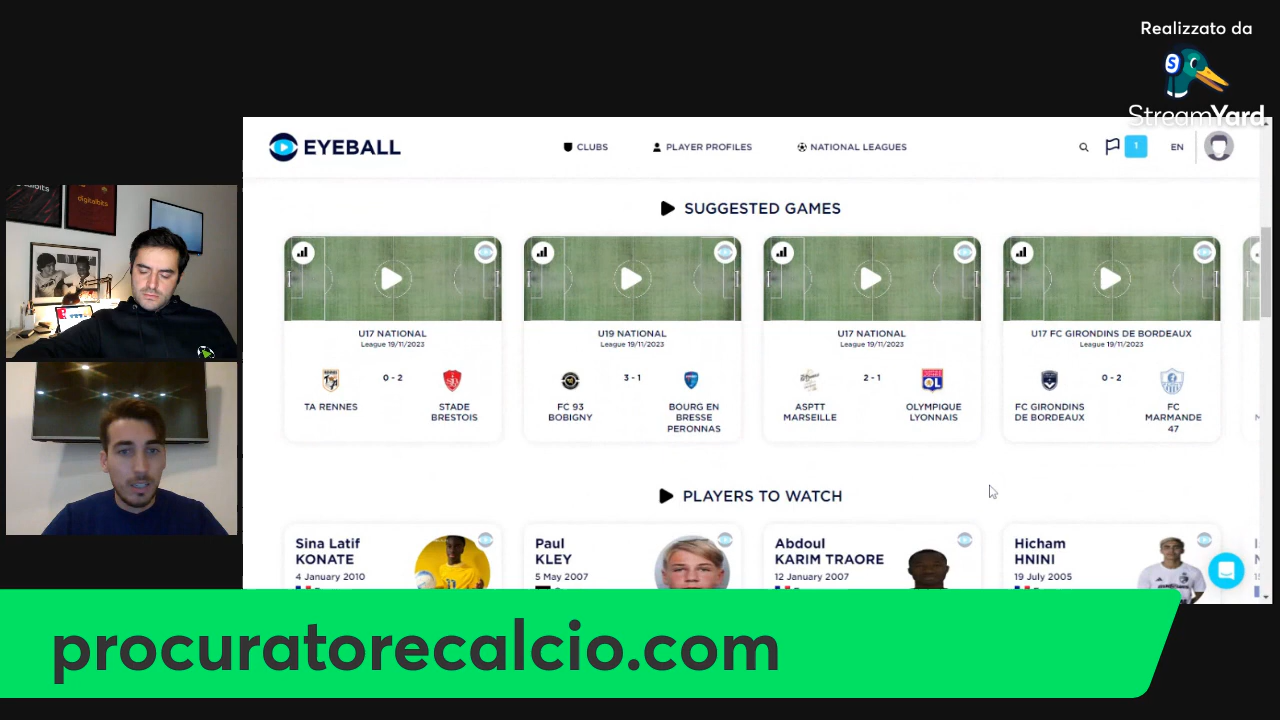 Realizzato da
StreamYard
EYEBALL
CLUBS
PLAYER PROFILES
NATIONAL LEAGUES
1
EN
digitalbits
SUGGESTED GAMES
U17 NATIONAL
League 19/11/2023
0 - 2
TA RENNES
STADE
BRESTOIS
U19 NATIONAL
League 19/11/2023
3 - 1
FC 93
BOBIGNY
BOURG EN
BRESSE
PERONNAS
U17 NATIONAL
League 19/11/2023
2 - 1
ASPTT
MARSEILLE
OLYMPIQUE
LYONNAIS
U17 FC GIRONDINS DE BORDEAUX
League 19/11/2023
0 - 2
FC GIRONDINS
DE BORDEAUX
FC
MARMANDE
47
PLAYERS TO WATCH
Sina Latif
KONATE
4 January 2010
Paul
KLEY
5 May 2007
Abdoul
KARIM TRAORE
12 January 2007
Hicham
HNINI
19 July 2005
procuratorecalcio.com